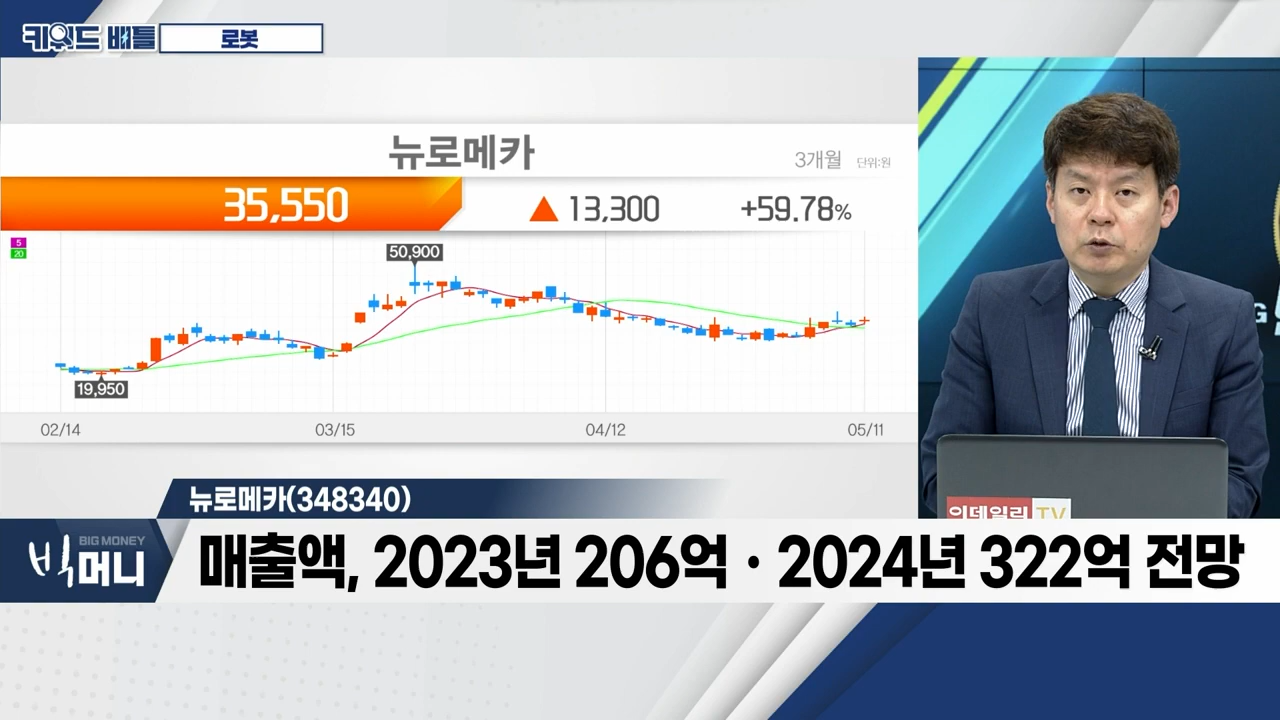 키워드 배틀
로봇
뉴로메카
3개월 단위:원
35,550 ▲ 13,300 +59.78%
5
20
50,900
19,950
02/14 03/15 04/12 05/11
이데일리 TV
뉴로메카(348340)
BIG MONEY
빅머니
매출액, 2023년 206억 · 2024년 322억 전망